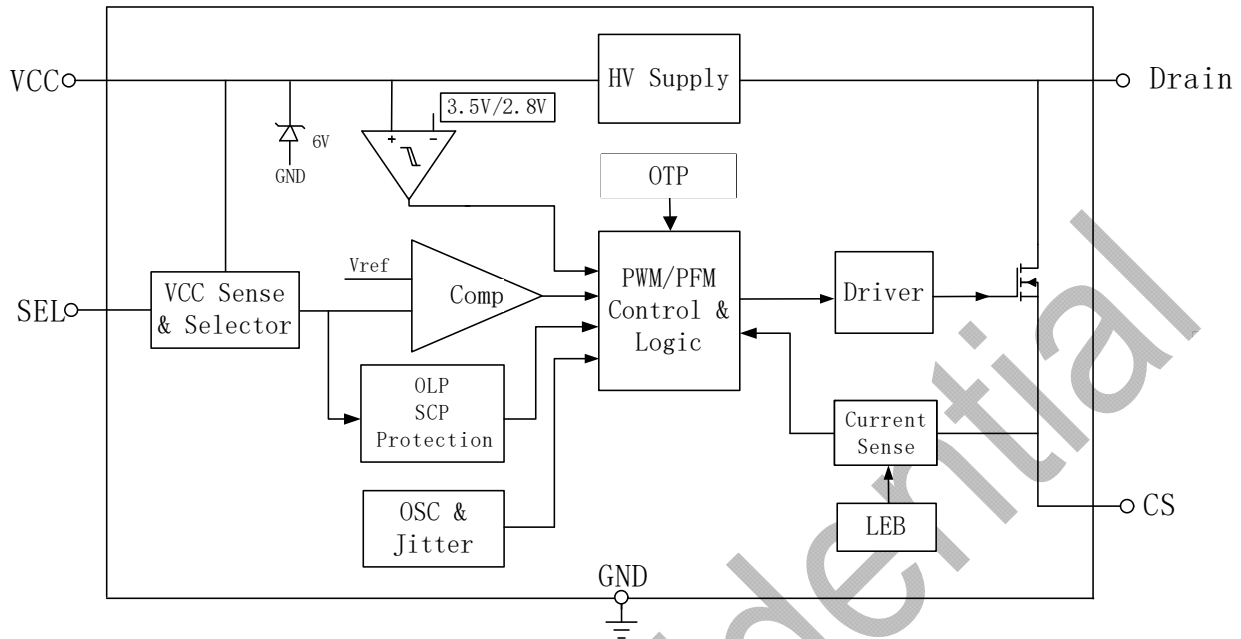 VCC
HV Supply
Drain
3.5V/2.8V
+
−
6V
GND
OTP
SEL
VCC Sense
& Selector
Vref
Comp
PWM/PFM
Control &
Logic
Driver
OLP
SCP
Protection
Current
Sense
OSC &
Jitter
LEB
CS
GND
idential